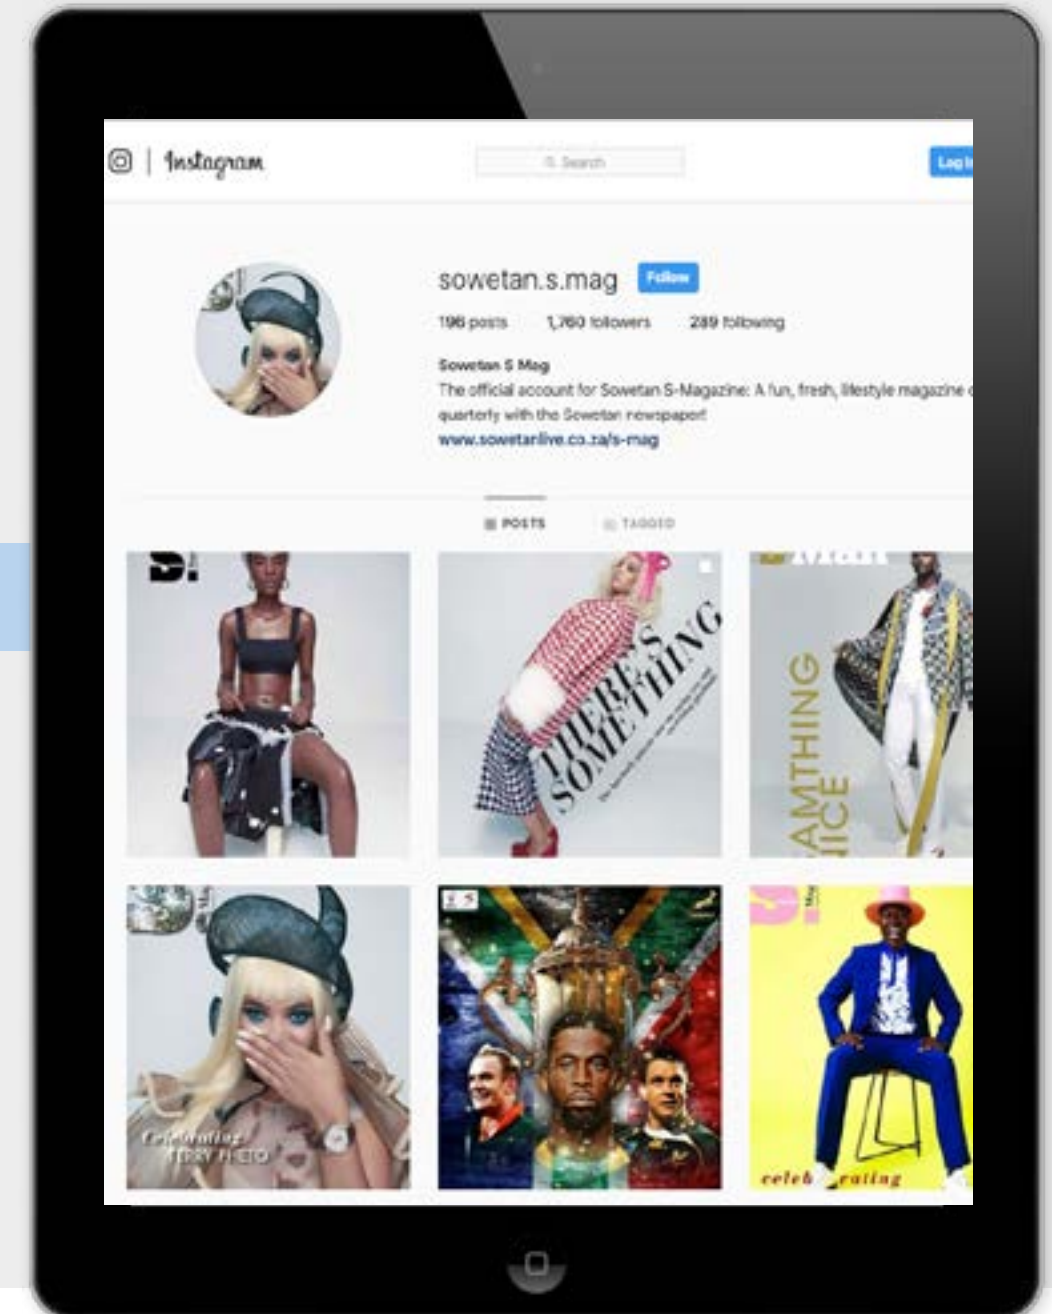 Instagram
Search
Log I
sowetan.s.mag
Follow
196 posts 1,760 followers 289 following
Sowetan S Mag
The official account for Sowetan S-Magazine: A fun, fresh, lifestyle magazine
quarterly with the Sowetan newspaper!
www.sowetanlive.co.za/s-mag
POSTS TAGGED
S!
THERE'S
SOMETHING
Man
AMTHING
NICE
Celebrating
TERRY PHETO
S!
celeb rating